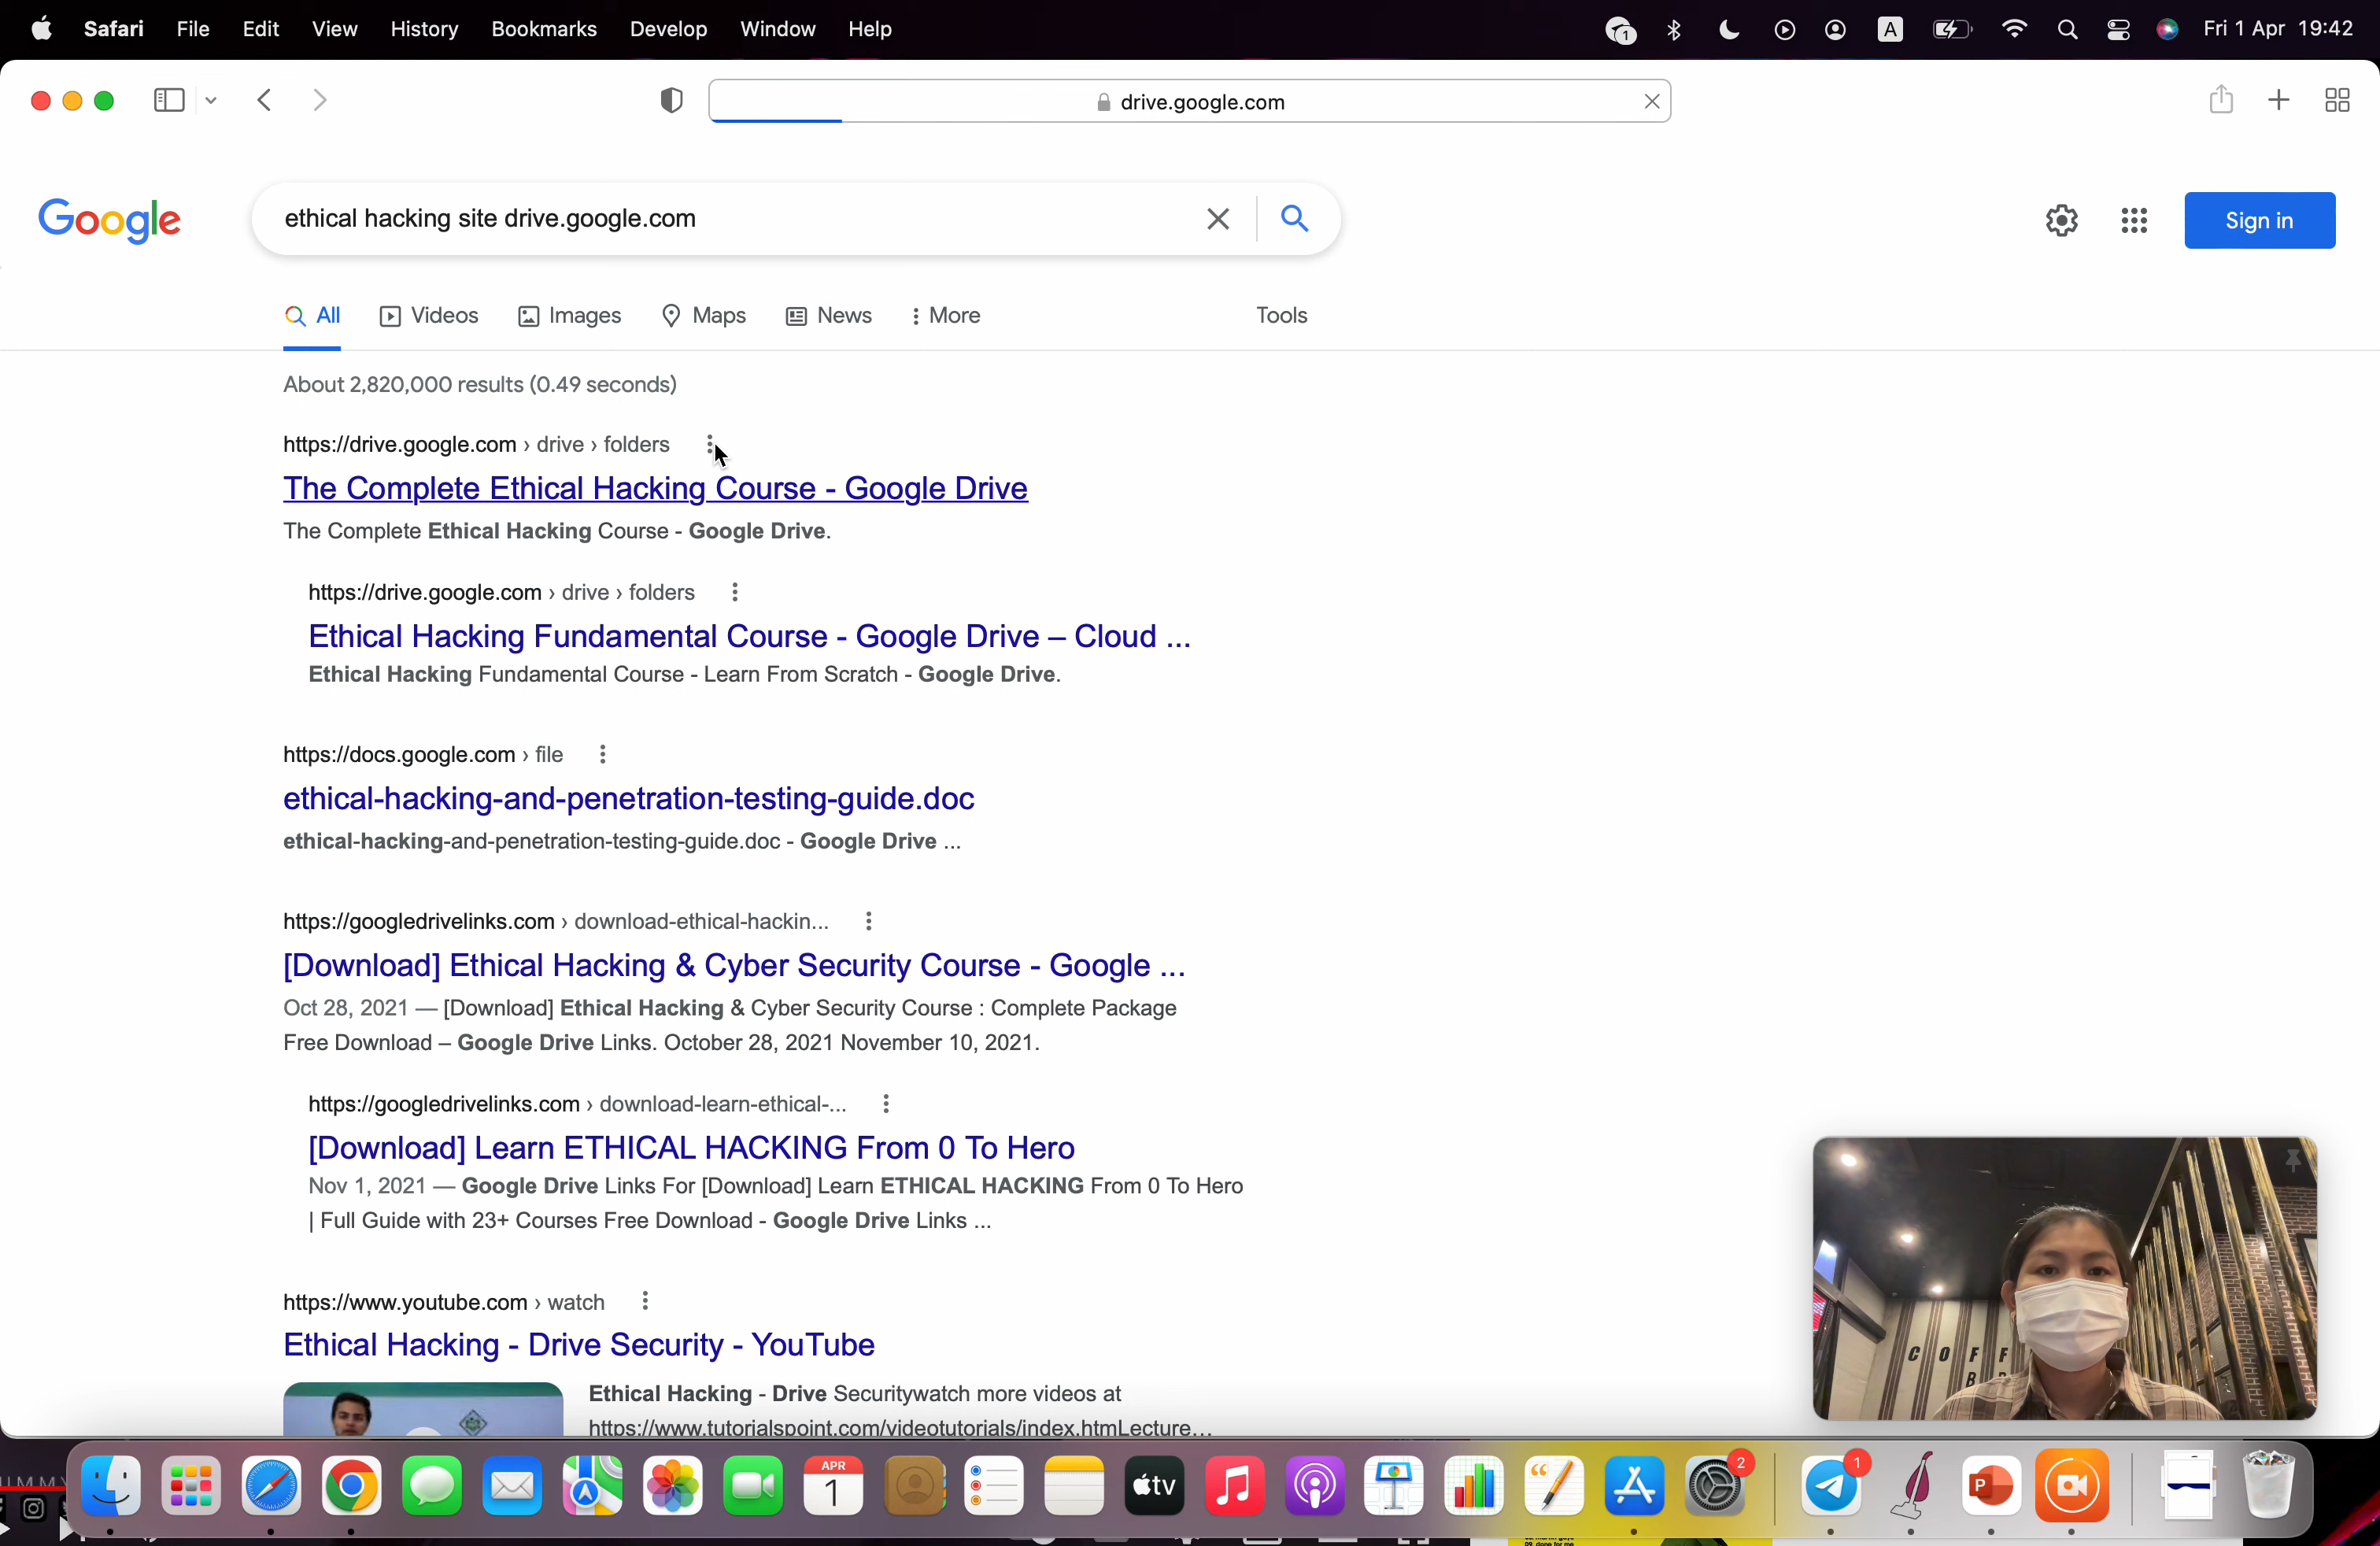 Safari File Edit View History Bookmarks Develop Window Help 1 A Fri 1 Apr 19:42
drive.google.com
Google ethical hacking site drive.google.com Sign in
All Videos Images Maps News More Tools
About 2,820,000 results (0.49 seconds)
https://drive.google.com › drive › folders
The Complete Ethical Hacking Course - Google Drive
The Complete Ethical Hacking Course - Google Drive.
https://drive.google.com › drive › folders
Ethical Hacking Fundamental Course - Google Drive – Cloud ...
Ethical Hacking Fundamental Course - Learn From Scratch - Google Drive.
https://docs.google.com › file
ethical-hacking-and-penetration-testing-guide.doc
ethical-hacking-and-penetration-testing-guide.doc - Google Drive ...
https://googledrivelinks.com › download-ethical-hackin...
[Download] Ethical Hacking & Cyber Security Course - Google ...
Oct 28, 2021 — [Download] Ethical Hacking & Cyber Security Course : Complete Package
Free Download – Google Drive Links. October 28, 2021 November 10, 2021.
https://googledrivelinks.com › download-learn-ethical-...
[Download] Learn ETHICAL HACKING From 0 To Hero
Nov 1, 2021 — Google Drive Links For [Download] Learn ETHICAL HACKING From 0 To Hero
| Full Guide with 23+ Courses Free Download - Google Drive Links ...
https://www.youtube.com › watch
Ethical Hacking - Drive Security - YouTube
Ethical Hacking - Drive Securitywatch more videos at
https://www.tutorialspoint.com/videotutorials/index.htmLecture...
COFF
B
APR
1
tv
2
1
P